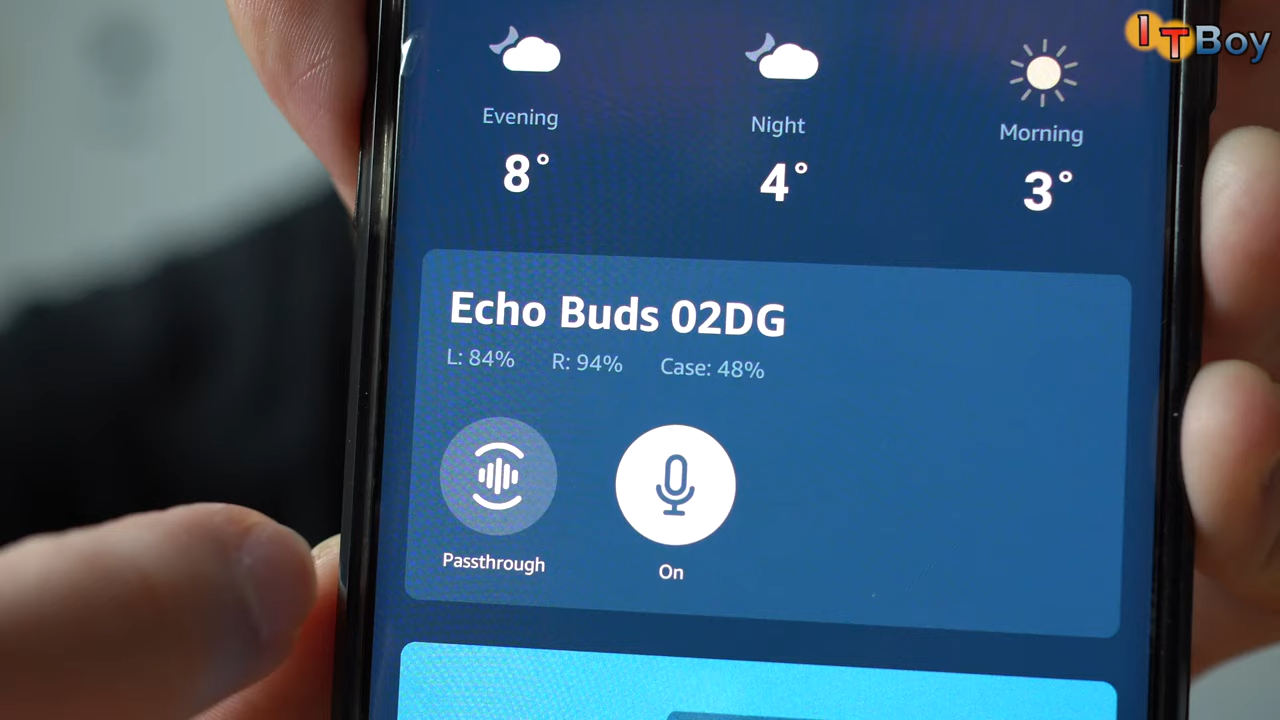 ITBoy
Evening Night Morning
8° 4° 3°
Echo Buds 02DG
L: 84% R: 94% Case: 48%
Passthrough On